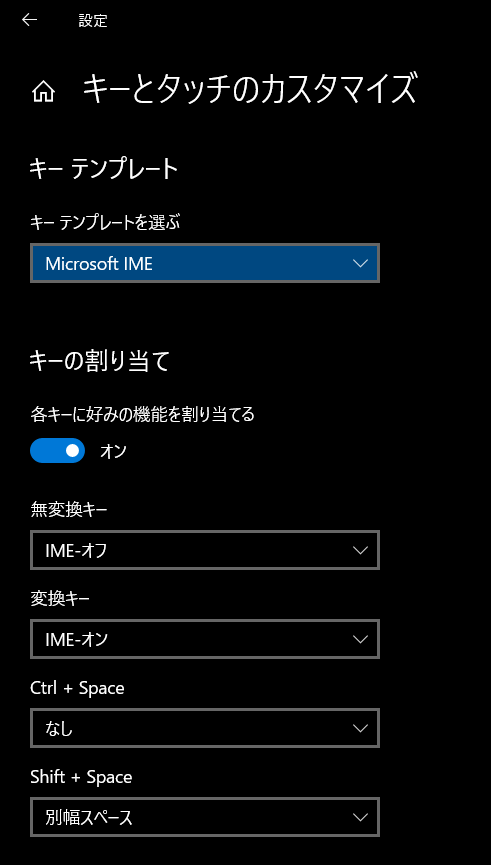 設定
キーとタッチのカスタマイズ
キー テンプレート
キー テンプレートを選ぶ
Microsoft IME
キーの割り当て
各キーに好みの機能を割り当てる
オン
無変換キー
IME-オフ
変換キー
IME-オン
Ctrl + Space
なし
Shift + Space
別幅スペース